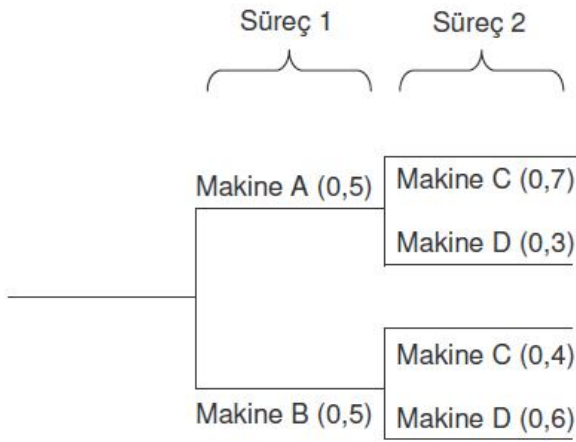 Süreç 1 Süreç 2
Makine A (0,5) Makine C (0,7)
Makine D (0,3)
Makine C (0,4)
Makine B (0,5) Makine D (0,6)